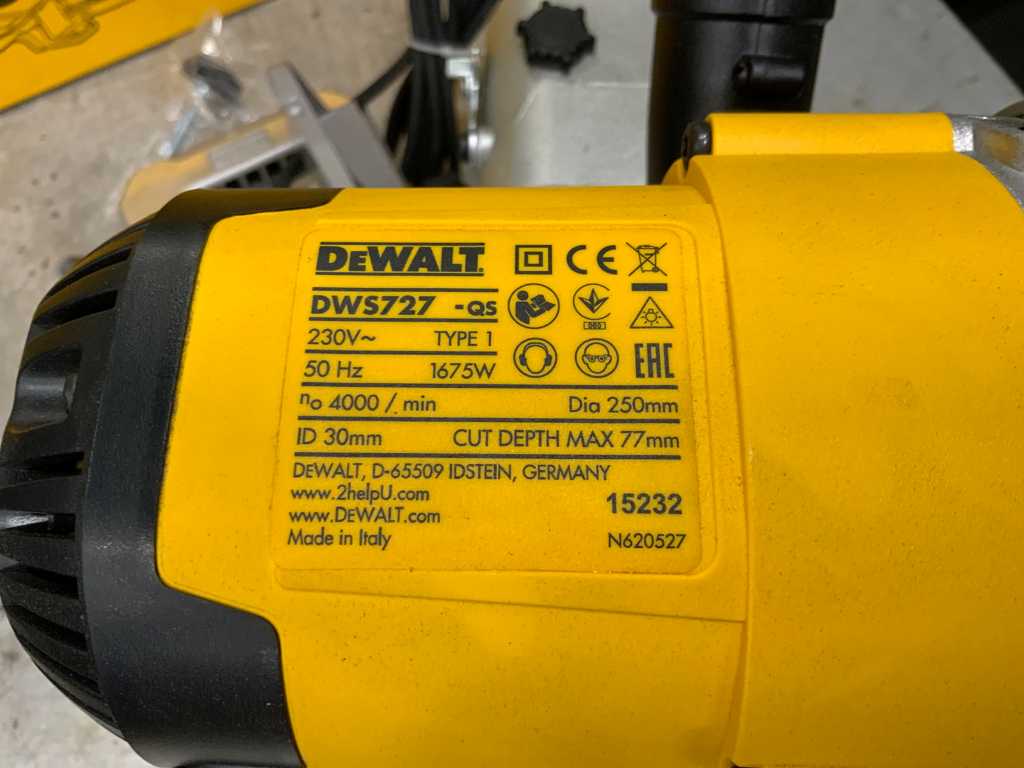 DEWALT
DWS727 -QS
230V~ TYPE 1
50 Hz 1675W
no 4000 / min Dia 250mm
ID 30mm CUT DEPTH MAX 77mm
DEWALT, D-65509 IDSTEIN, GERMANY
www.2helpU.com
www.DEWALT.com
Made in Italy
15232
N620527
CE
EAC